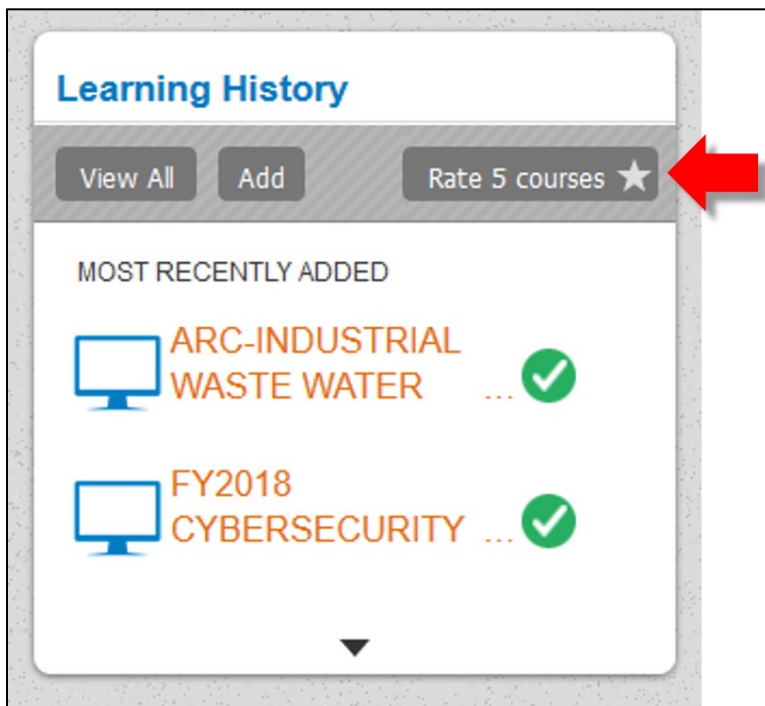 Learning History
View All Add Rate 5 courses
MOST RECENTLY ADDED
ARC-INDUSTRIAL
WASTE WATER ...
FY2018
CYBERSECURITY ...